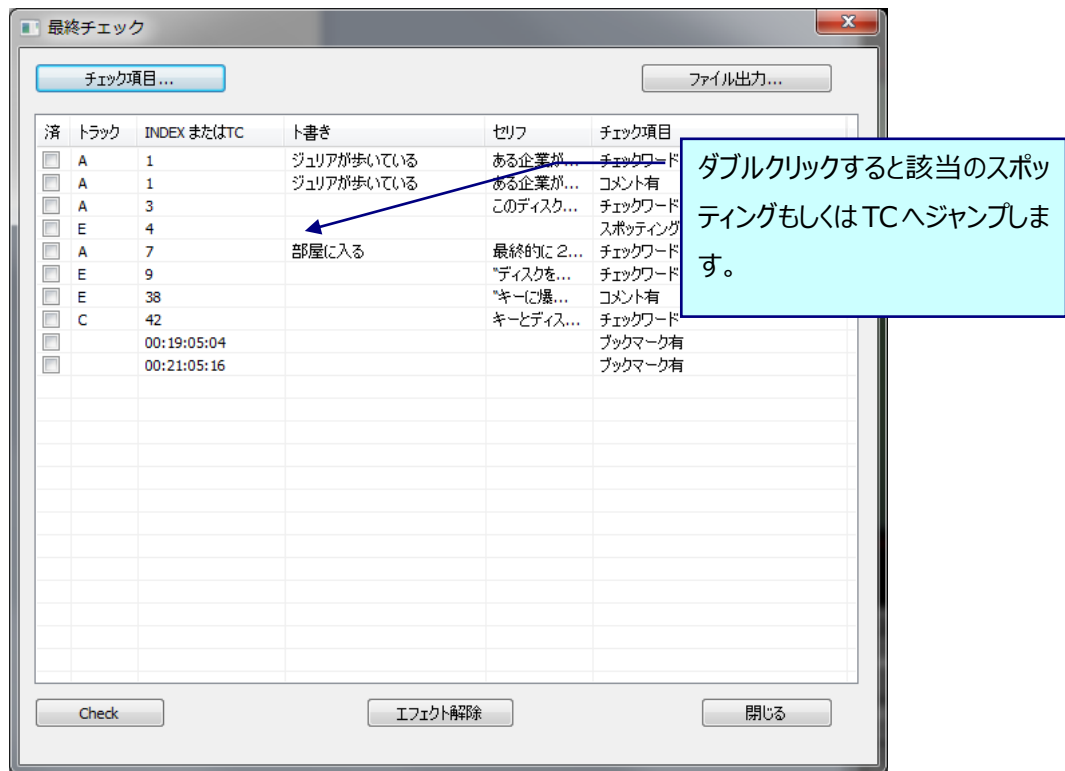 最終チェック
チェック項目...
ファイル出力...
済 トラック INDEX またはTC ト書き セリフ チェック項目
A 1 ジュリアが歩いている ある企業が... チェックワード
A 1 ジュリアが歩いている ある企業が... コメント有
A 3 このディスク... チェックワード
E 4 スポッティング
A 7 部屋に入る 最終的に2... チェックワード
E 9 "ディスクを... チェックワード
E 38 "キーに爆... コメント有
C 42 キーとディス... チェックワード
00:19:05:04 ブックマーク有
00:21:05:16 ブックマーク有
ダブルクリックすると該当のスポッ
ティングもしくは TC へジャンプしま
す。
Check
エフェクト解除
閉じる